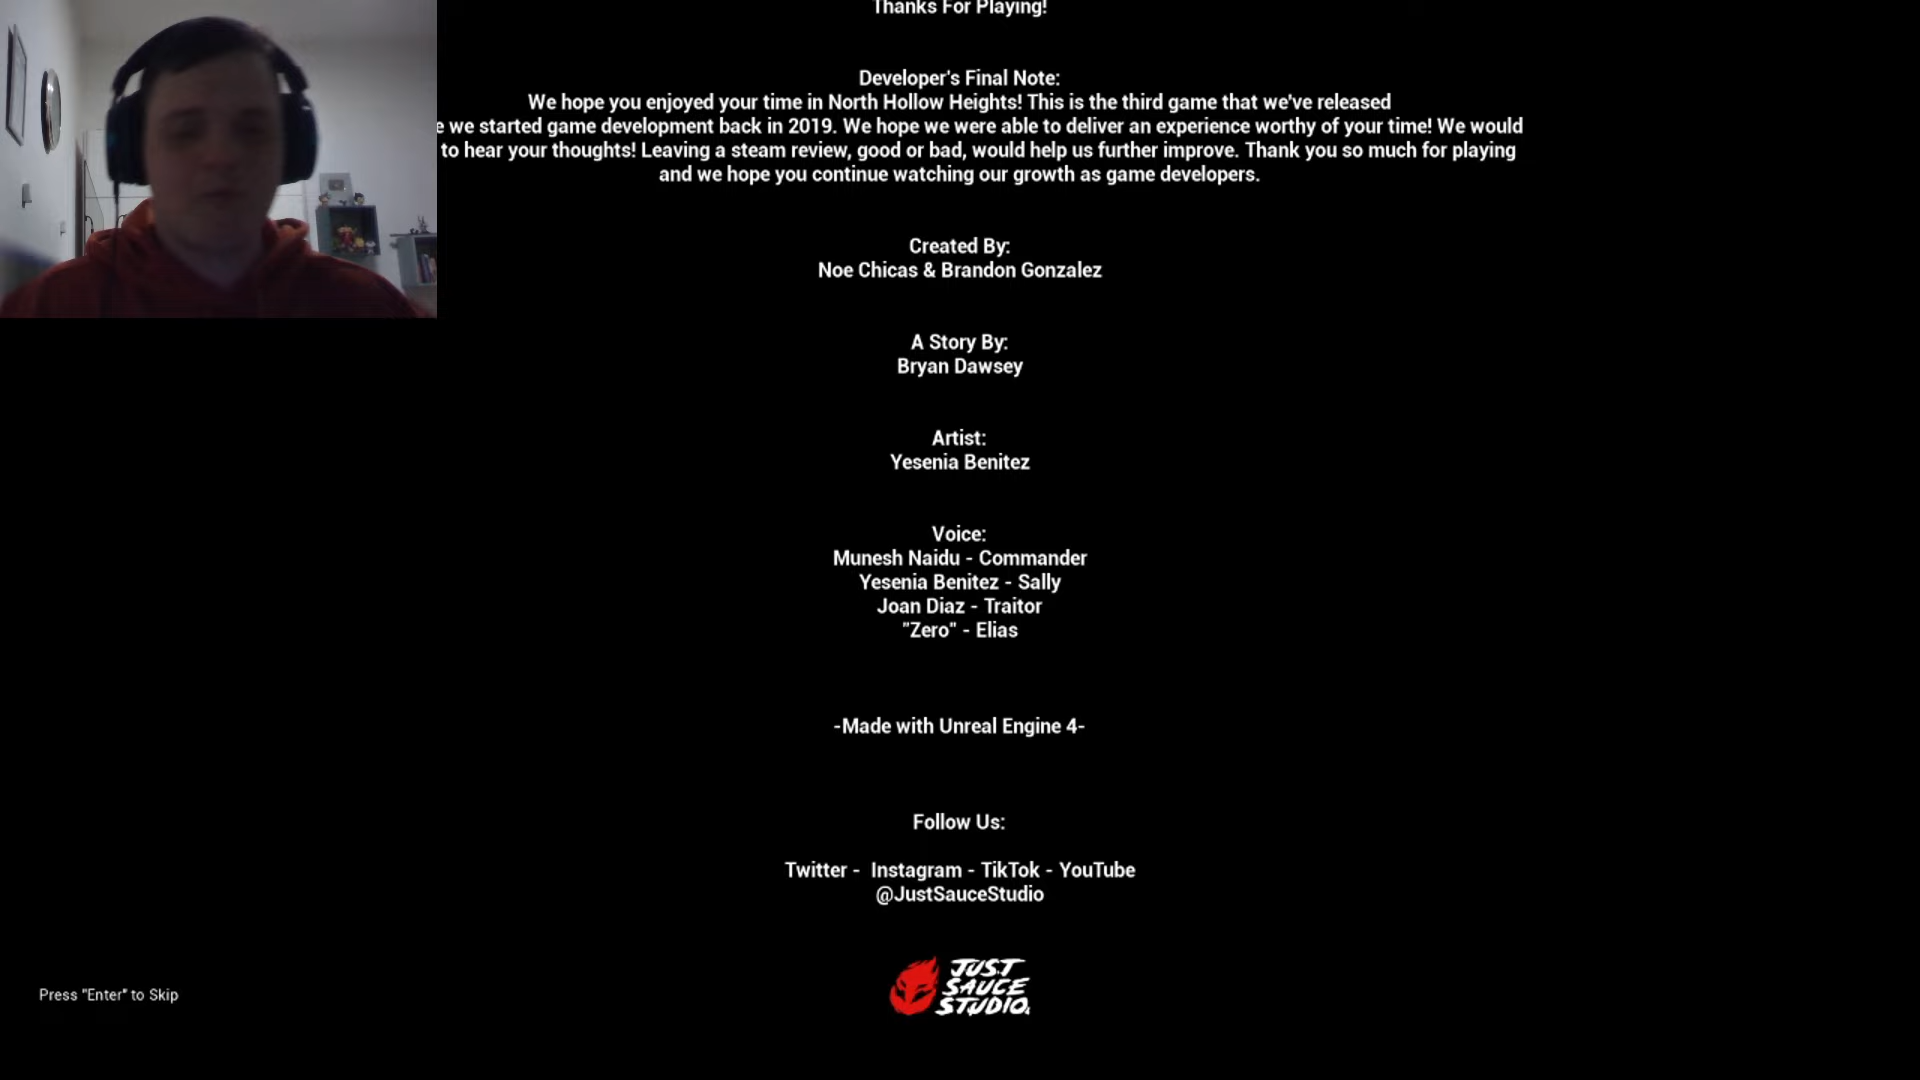 Thanks For Playing!
Developer's Final Note:
We hope you enjoyed your time in North Hollow Heights! This is the third game that we've released
we started game development back in 2019. We hope we were able to deliver an experience worthy of your time! We would
to hear your thoughts! Leaving a steam review, good or bad, would help us further improve. Thank you so much for playing
and we hope you continue watching our growth as game developers.
Created By:
Noe Chicas & Brandon Gonzalez
A Story By:
Bryan Dawsey
Artist:
Yesenia Benitez
Voice:
Munesh Naidu - Commander
Yesenia Benitez - Sally
Joan Diaz - Traitor
"Zero" - Elias
-Made with Unreal Engine 4-
Follow Us:
Twitter -  Instagram - TikTok - YouTube
@JustSauceStudio
JUST
SAUCE
STUDIO.
Press "Enter" to Skip